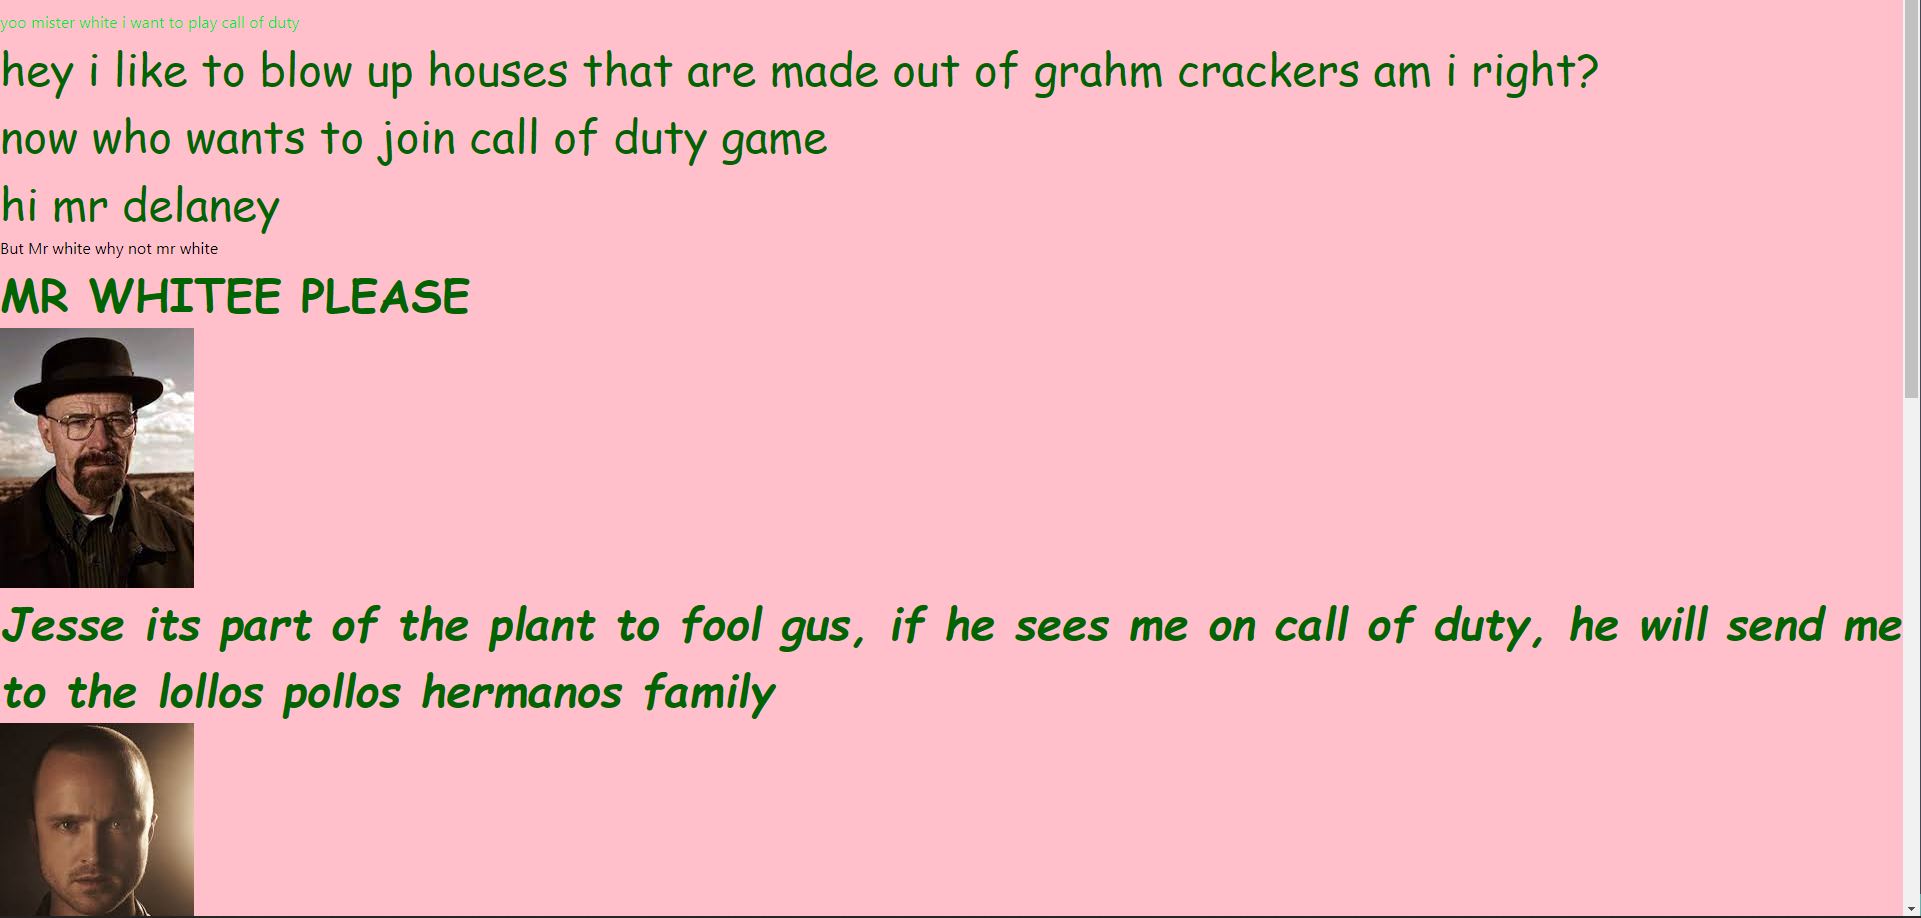 yoo mister white i want to play call of duty
hey i like to blow up houses that are made out of grahm crackers am i right?
now who wants to join call of duty game
hi mr delaney
But Mr white why not mr white
MR WHITEE PLEASE
Jesse its part of the plant to fool gus, if he sees me on call of duty, he will send me
to the lollos pollos hermanos family